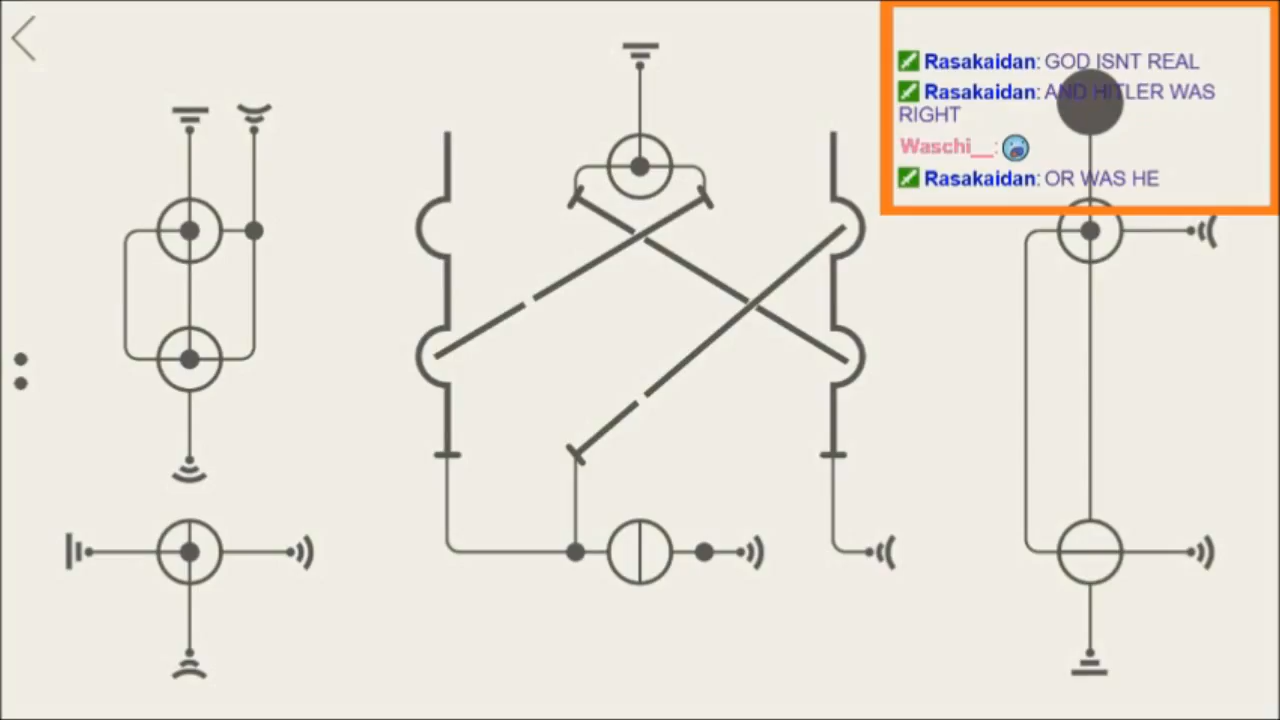 Rasakaidan: GOD ISNT REAL
Rasakaidan: AND HITLER WAS
RIGHT
Waschi__:
Rasakaidan: OR WAS HE